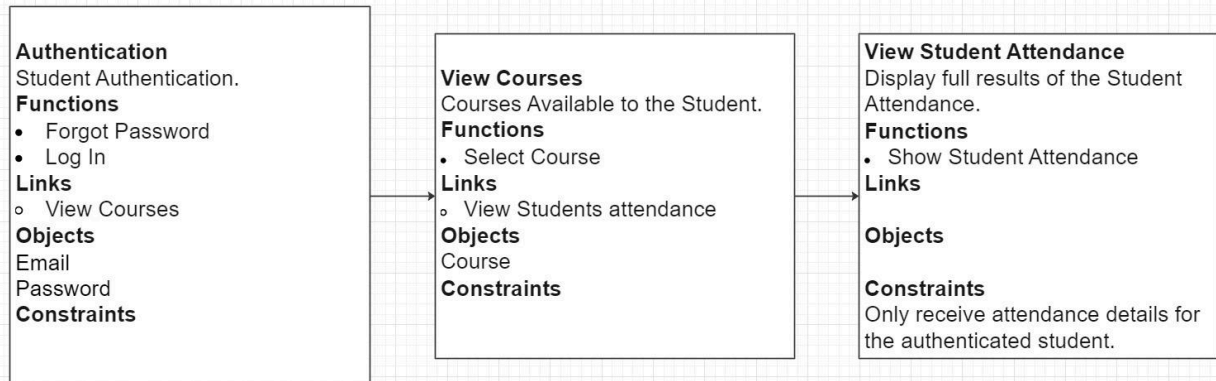 Authentication
Student Authentication.
Functions
• Forgot Password
• Log In
Links
○ View Courses
Objects
Email
Password
Constraints
View Courses
Courses Available to the Student.
Functions
• Select Course
Links
○ View Students attendance
Objects
Course
Constraints
View Student Attendance
Display full results of the Student
Attendance.
Functions
• Show Student Attendance
Links
Objects
Constraints
Only receive attendance details for
the authenticated student.